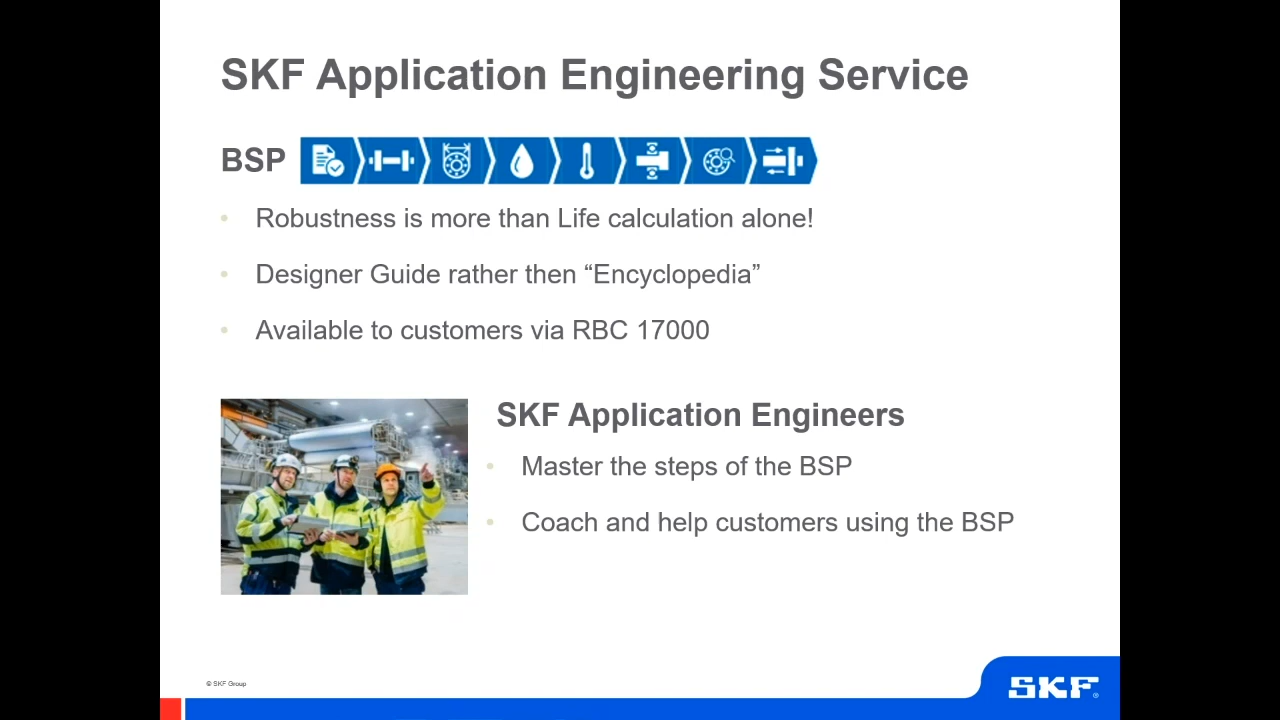 SKF Application Engineering Service
BSP
• Robustness is more than Life calculation alone!
• Designer Guide rather then “Encyclopedia”
• Available to customers via RBC 17000
SKF Application Engineers
• Master the steps of the BSP
• Coach and help customers using the BSP
© SKF Group
SKF®